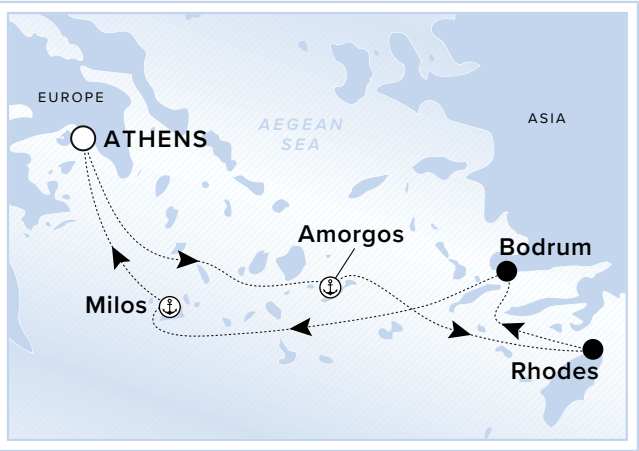 EUROPE
ATHENS
AEGEAN
SEA
ASIA
Amorgos
Bodrum
Milos
Rhodes